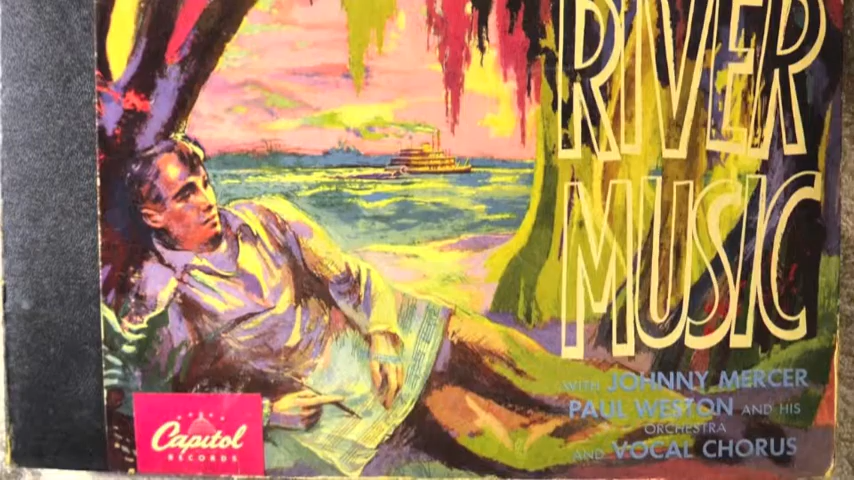 RIVER
MUSIC
WITH JOHNNY MERCER
PAUL WESTON AND HIS
ORCHESTRA
AND VOCAL CHORUS
Capitol
RECORDS